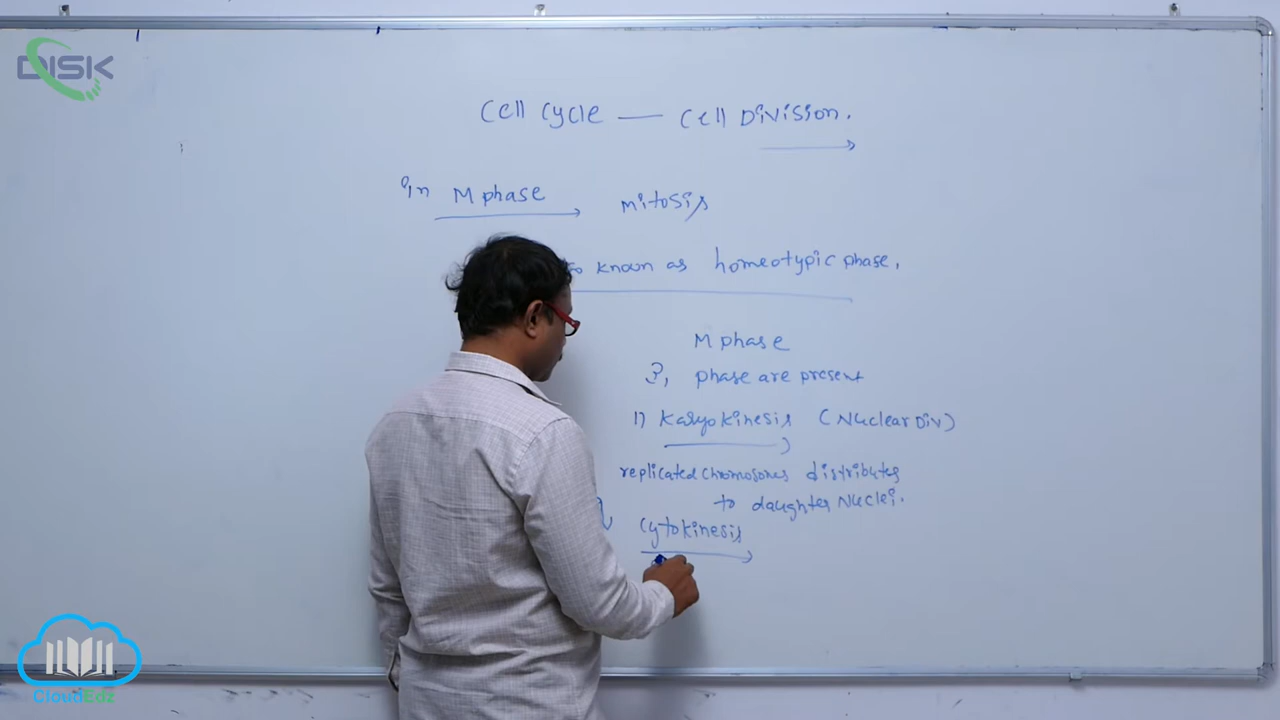 DISK
Cell Cycle — Cell Division.
in M phase mitosis
known as homeotypic phase,
M phase
phase are present
1) Karyokinesis (Nuclear Div)
replicated chromosomes distributes
to daughter Nuclei.
Cytokinesis
CloudEdz